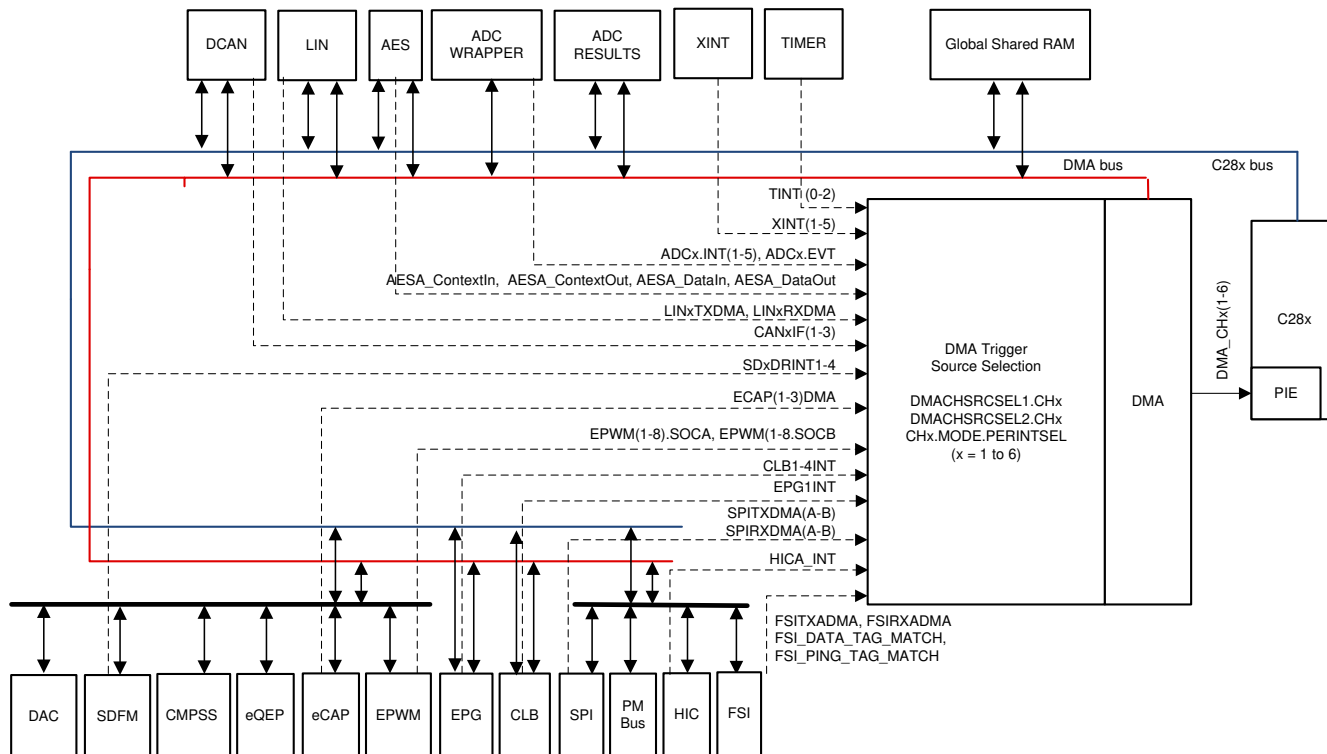 DCAN
LIN
AES
ADC
WRAPPER
ADC
RESULTS
XINT
TIMER
Global Shared RAM
DMA bus
C28x bus
TINT (0-2)
XINT(1-5)
ADCx.INT(1-5), ADCx.EVT
AESA_ContextIn, AESA_ContextOut, AESA_DataIn, AESA_DataOut
LINxTXDMA, LINxRXDMA
CANxIF(1-3)
SDxDRINT1-4
ECAP(1-3)DMA
EPWM(1-8).SOCA, EPWM(1-8.SOCB
CLB1-4INT
EPG1INT
SPITXDMA(A-B)
SPIRXDMA(A-B)
HICA_INT
FSITXADMA, FSIRXADMA
FSI_DATA_TAG_MATCH,
FSI_PING_TAG_MATCH
DMA Trigger
Source Selection
DMACHSRCSEL1.CHx
DMACHSRCSEL2.CHx
CHx.MODE.PERINTSEL
(x = 1 to 6)
DMA
DMA_CHx(1-6)
C28x
PIE
DAC
SDFM
CMPSS
eQEP
eCAP
EPWM
EPG
CLB
SPI
PM
Bus
HIC
FSI